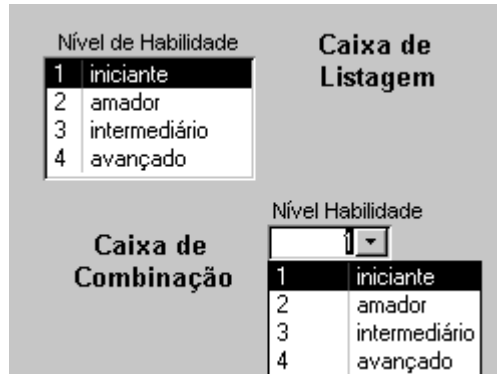 Nível de Habilidade
1 iniciante
2 amador
3 intermediário
4 avançado
Caixa de
Listagem
Caixa de
Combinação
Nível Habilidade
1
1 iniciante
2 amador
3 intermediário
4 avançado